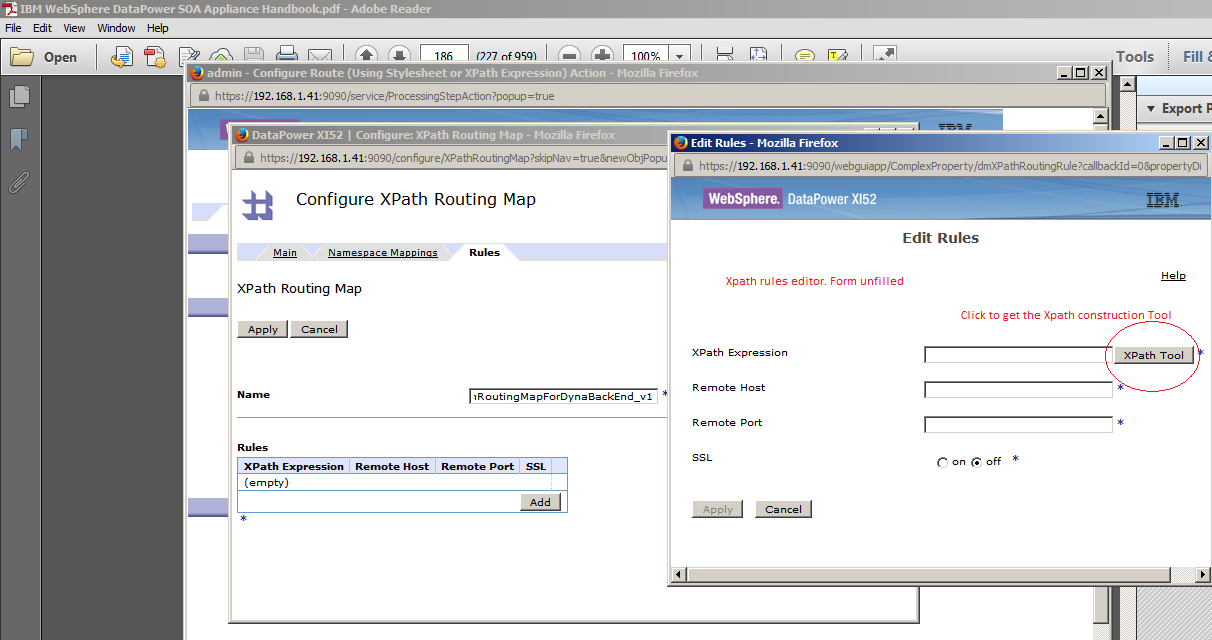 IBM WebSphere DataPower SOA Appliance Handbook.pdf - Adobe Reader
File Edit View Window Help
Open
186 (227 of 959) 100%
Tools Fill &
Export P
admin - Configure Route (Using Stylesheet or XPath Expression) Action - Mozilla Firefox
https://192.168.1.41:9090/service/ProcessingStepAction?popup=true
DataPower XI52 | Configure: XPath Routing Map - Mozilla Firefox
https://192.168.1.41:9090/configure/XPathRoutingMap?skipNav=true&newObjPopu
Configure XPath Routing Map
Main Namespace Mappings Rules
XPath Routing Map
Apply Cancel
Name nRoutingMapForDynaBackEnd_v1 *
Rules
XPath Expression Remote Host Remote Port SSL
(empty)
Add
*
Edit Rules - Mozilla Firefox
https://192.168.1.41:9090/webguiapp/ComplexProperty/dmXPathRoutingRule?callbackId=0&propertyDi
WebSphere. DataPower XI52 IBM
Edit Rules
Xpath rules editor. Form unfilled
Help
Click to get the Xpath construction Tool
XPath Expression XPath Tool *
Remote Host *
Remote Port *
SSL on off *
Apply Cancel